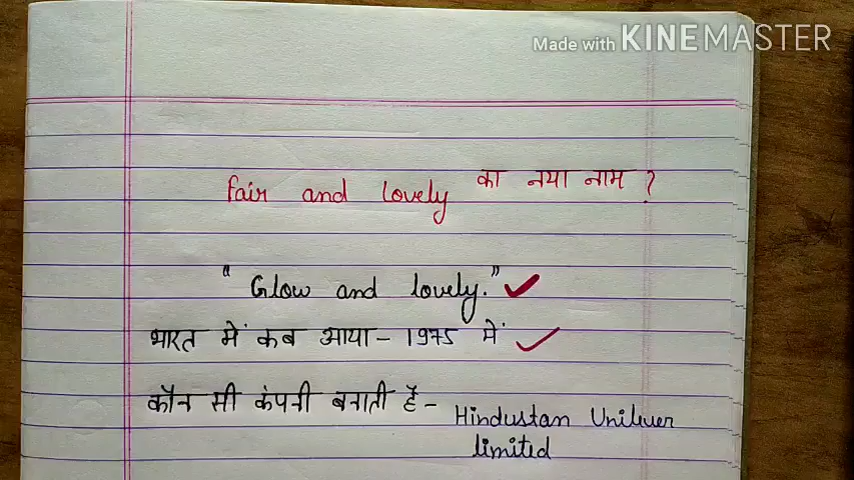 Made with KINEMASTER
Fair and lovely का नया नाम ?
"Glow and lovely."
भारत में कब आया - 1975 में
कौन सी कंपनी बनाती है - Hindustan Unilever
limited